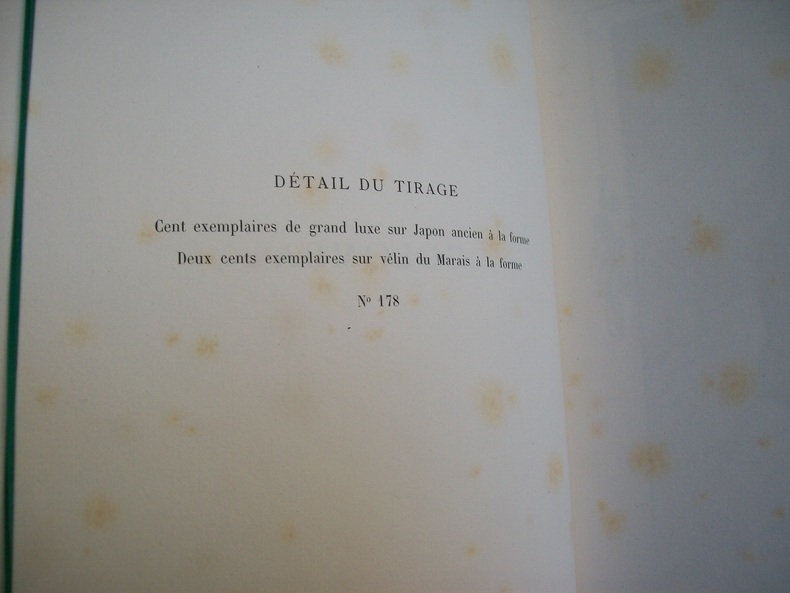 DÉTAIL DU TIRAGE
Cent exemplaires de grand luxe sur Japon ancien à la forme
Deux cents exemplaires sur vélin du Marais à la forme
Nº 178